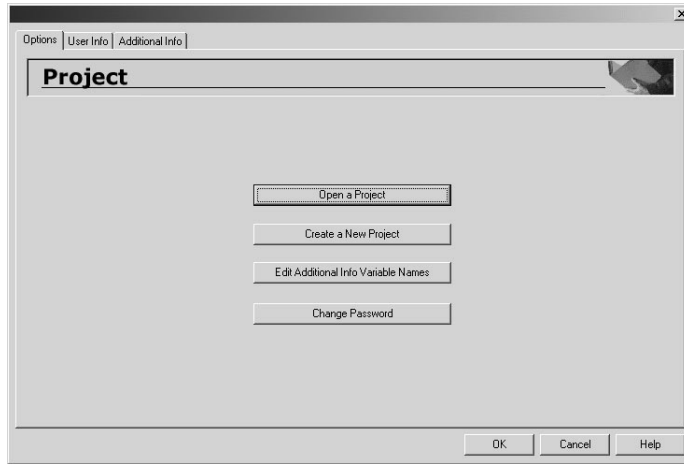 Options User Info Additional Info
Project
Open a Project
Create a New Project
Edit Additional Info Variable Names
Change Password
OK Cancel Help